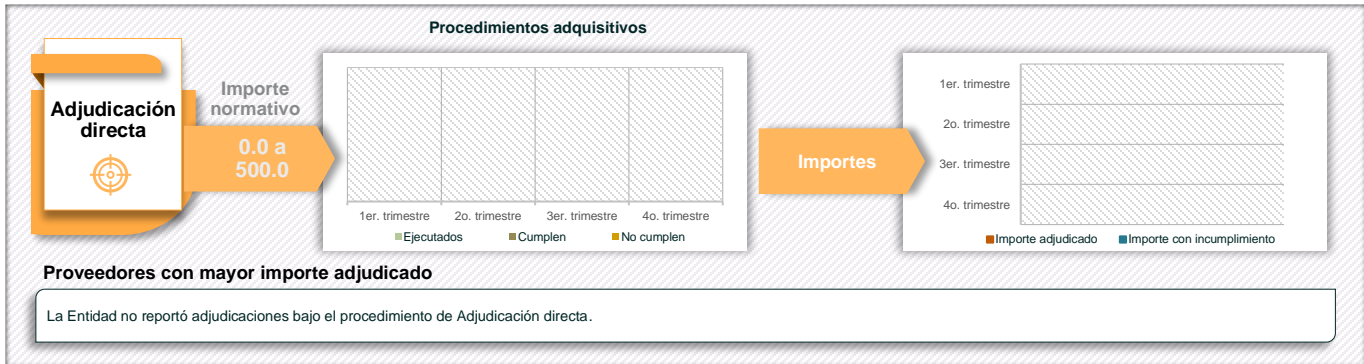 Procedimientos adquisitivos
Adjudicación
directa
Importe
normativo
0.0 a
500.0
1er. trimestre 2o. trimestre 3er. trimestre 4o. trimestre
Ejecutados Cumplen No cumplen
Importes
1er. trimestre
2o. trimestre
3er. trimestre
4o. trimestre
Importe adjudicado Importe con incumplimiento
Proveedores con mayor importe adjudicado
La Entidad no reportó adjudicaciones bajo el procedimiento de Adjudicación directa.